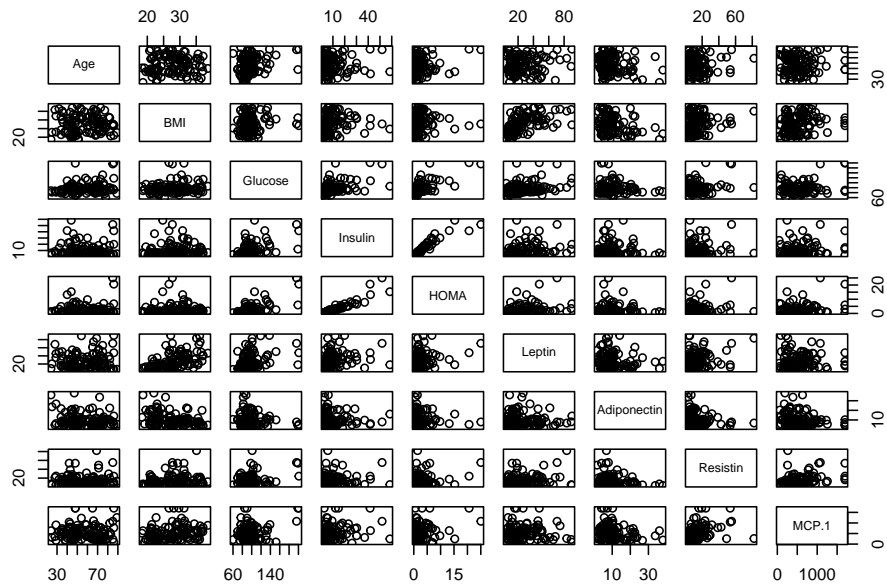 20 30
10 40
20 80
20 60
Age
30
20
BMI
Glucose
60
10
Insulin
HOMA
0 20
20
Leptin
Adiponectin
10
20
Resistin
MCP.1
0
30 70
60 140
0 15
10 30
0 1000